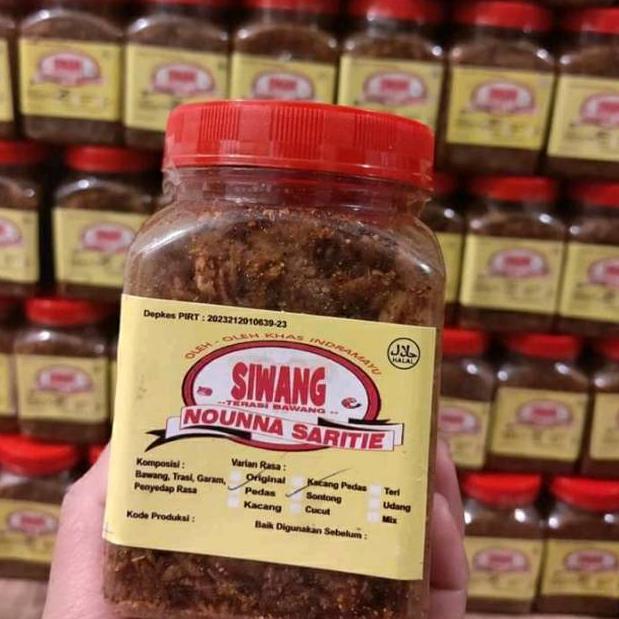 Depkes PIRT : 2023212010639-23
OLEH - OLEH KHAS INDRAMAYU
حلال
HALAL
SIWANG
TERASI BAWANG
NOUNNA SARITIE
Komposisi :
Bawang, Trasi, Garam,
Penyedap Rasa
Varian Rasa :
Original
Pedas
Kacang
Kacang Pedas
Sontong
Cucut
Teri
Udang
Mix
Kode Produksi :
Baik Digunakan Sebelum :